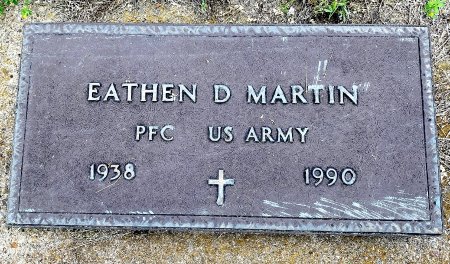 EATHEN D MARTIN
PFC US ARMY
1938 1990